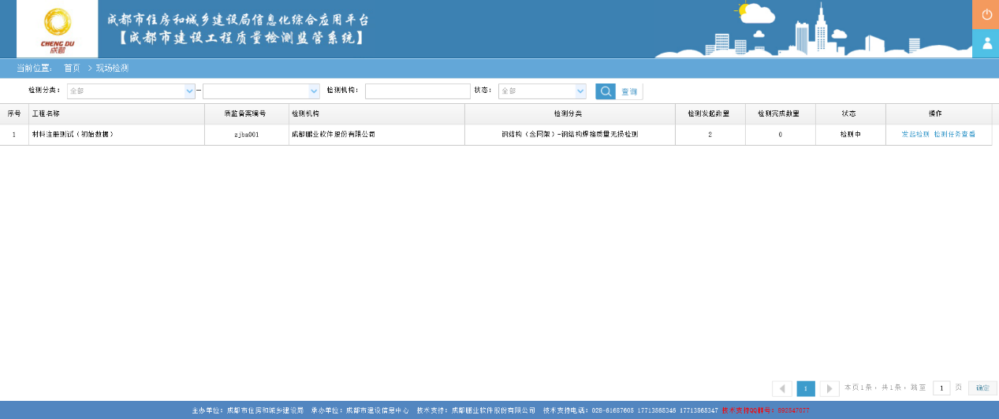 CHENG DU
成都
成都市住房和城乡建设局信息化综合应用平台
【成都市建设工程质量检测监管系统】
当前位置： 首页 > 现场检测
检测分类： 全部 — 检测机构： 状态： 全部 查询
序号 工程名称 质监备案编号 检测机构 检测分类 检测发起数量 检测完成数量 状态 操作
1 材料注册测试（初始数据） zjba001 成都鹏业软件股份有限公司 钢结构（含网架）-钢结构焊接质量无损检测 2 0 检测中 发起检测 检测任务查看
1 本页1条，共1条，跳至 1 页 确定
主办单位：成都市住房和城乡建设局 承办单位：成都市建设信息中心 技术支持：成都鹏业软件股份有限公司 技术支持电话：028-61687605 17713565346 17713565347 技术支持QQ群号：